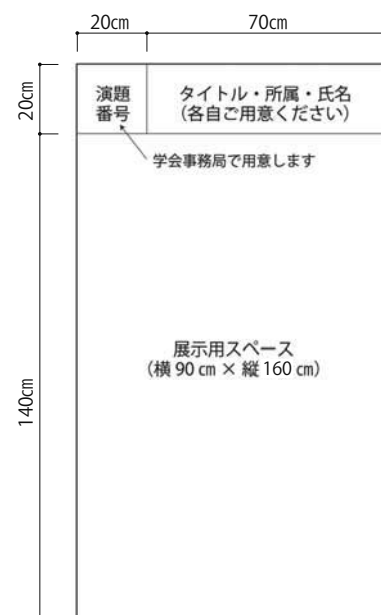 20cm
70cm
20cm
演題
番号
タイトル・所属・氏名
（各自ご用意ください）
学会事務局で用意します
140cm
展示用スペース
（横 90 ㎝ × 縦 160 ㎝）